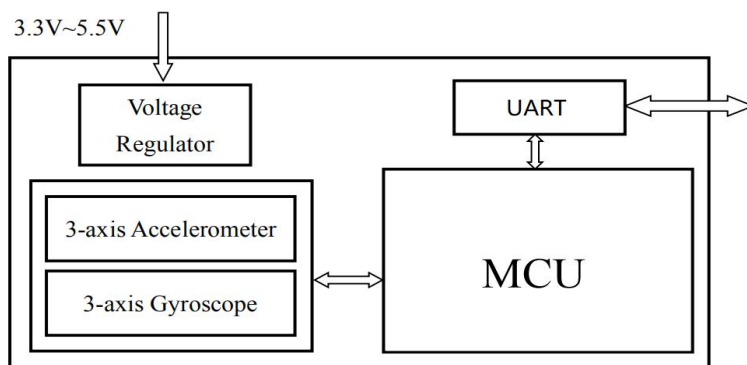 3.3V~5.5V
Voltage
Regulator
UART
3-axis Accelerometer
3-axis Gyroscope
MCU